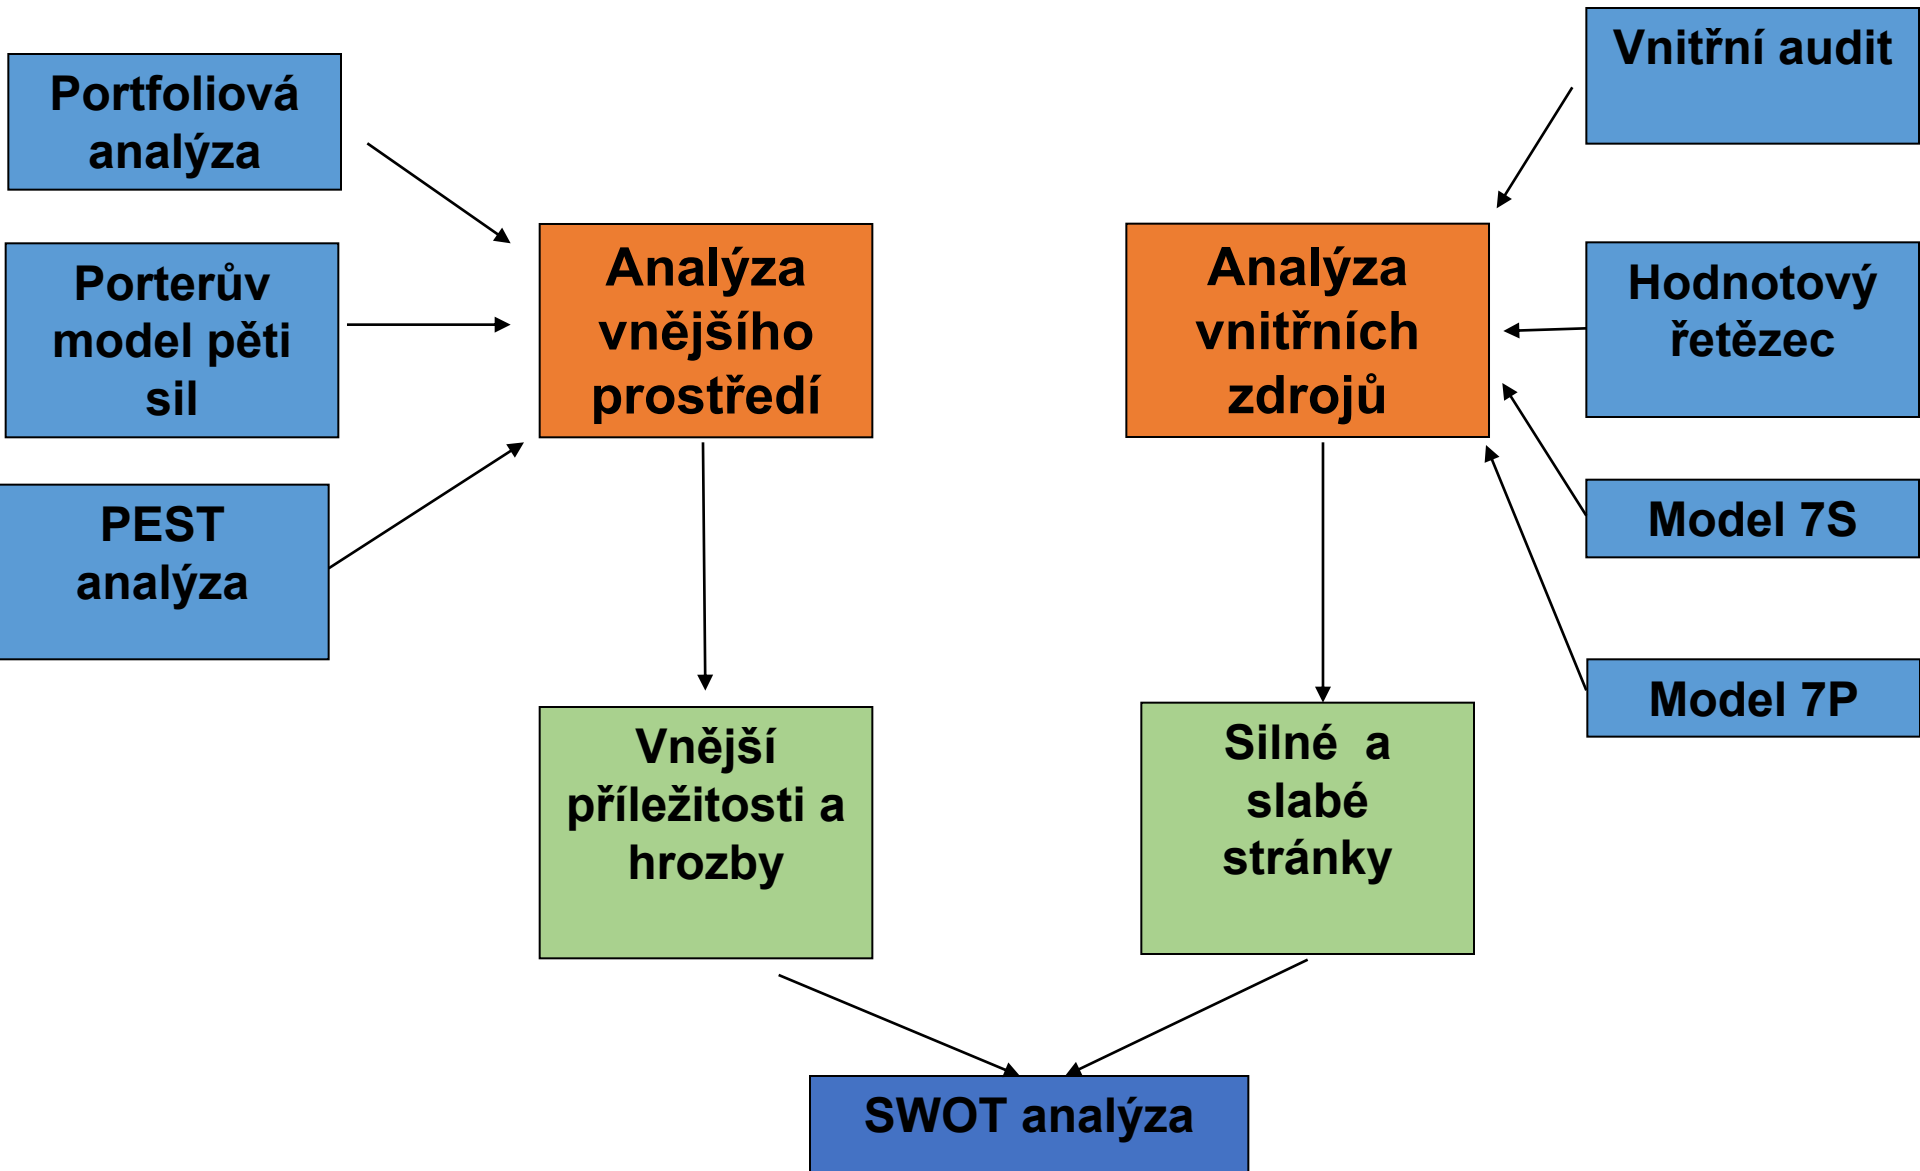 Portfoliová
analýza
Porterův
model pěti
sil
PEST
analýza
Analýza
vnějšího
prostředí
Vnější
příležitosti a
hrozby
Analýza
vnitřních
zdrojů
Silné  a
slabé
stránky
Vnitřní audit
Hodnotový
řetězec
Model 7S
Model 7P
SWOT analýza